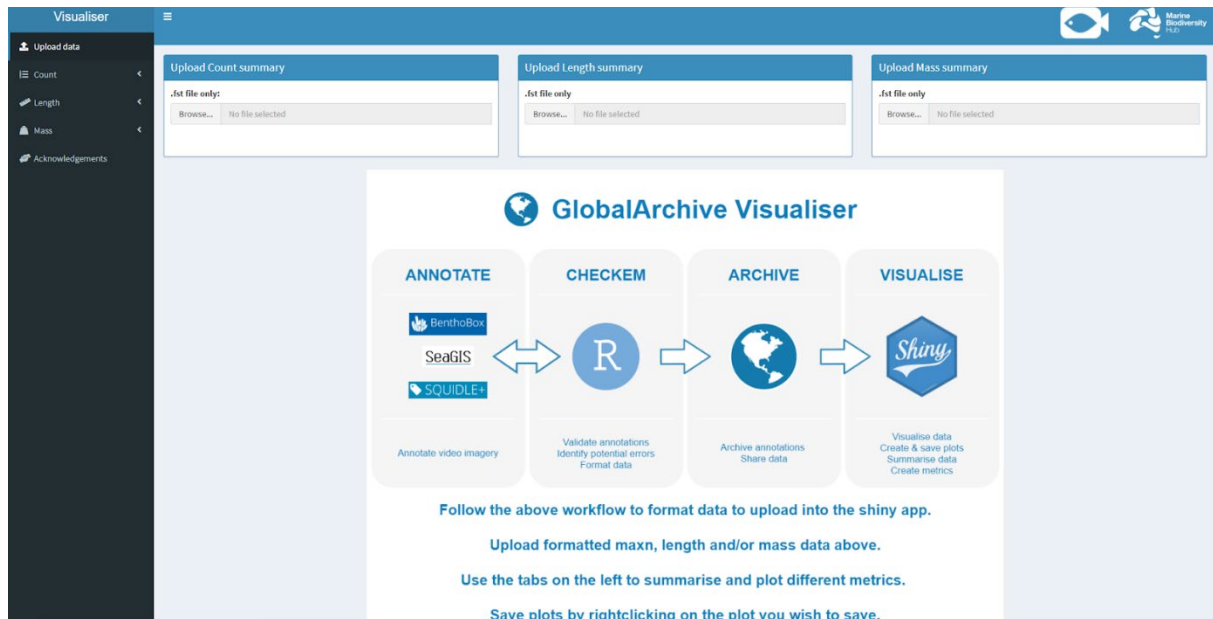 Visualiser
Marine
Biodiversity
Hub
Upload data
Count
Length
Mass
Acknowledgements
Upload Count summary
.fst file only:
Browse... No file selected
Upload Length summary
.fst file only
Browse... No file selected
Upload Mass summary
.fst file only
Browse... No file selected
GlobalArchive Visualiser
ANNOTATE
BenthoBox
SeaGIS
SQUIDLE+
Annotate video imagery
CHECKEM
R
Validate annotations
Identify potential errors
Format data
ARCHIVE
Archive annotations
Share data
VISUALISE
Shiny
Visualise data
Create & save plots
Summarise data
Create metrics
Follow the above workflow to format data to upload into the shiny app.
Upload formatted maxn, length and/or mass data above.
Use the tabs on the left to summarise and plot different metrics.
Save plots by rightclicking on the plot you wish to save.